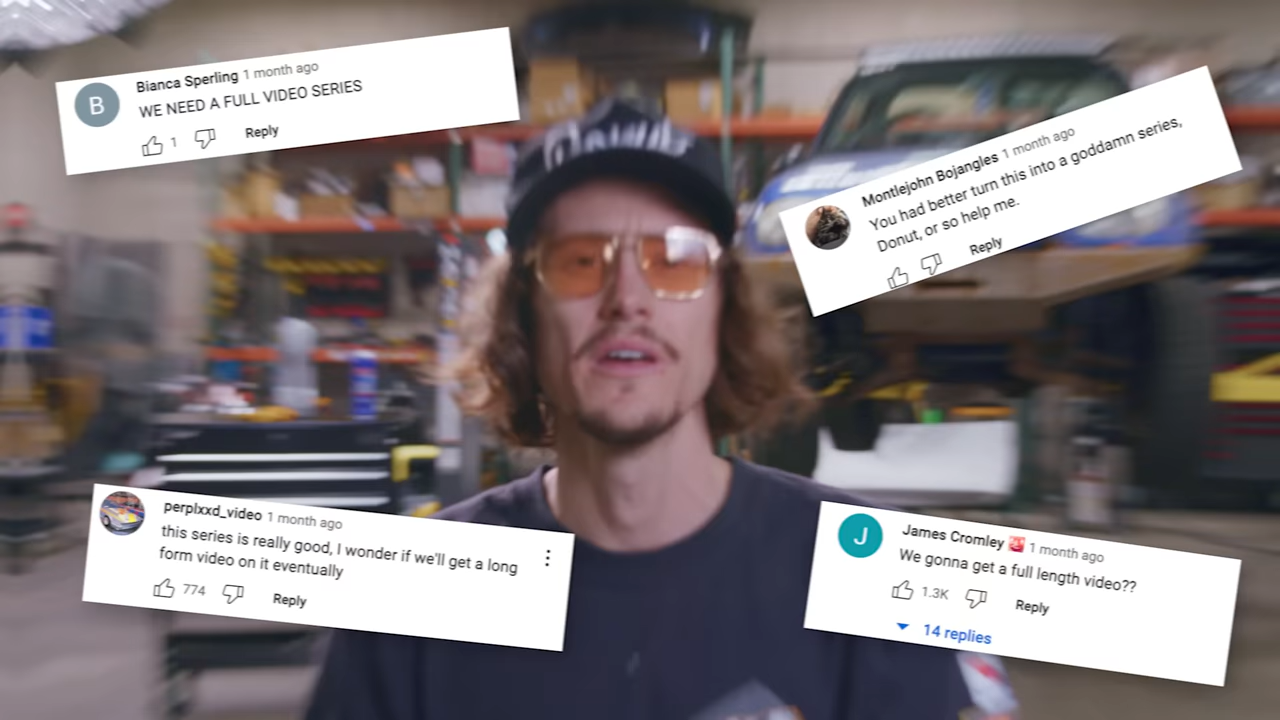 B
Bianca Sperling 1 month ago
WE NEED A FULL VIDEO SERIES
1 Reply
Montlejohn Bojangles 1 month ago
You had better turn this into a goddamn series,
Donut, or so help me.
Reply
perplxxd_video 1 month ago
this series is really good, I wonder if we'll get a long
form video on it eventually
774 Reply
J
James Cromley 1 month ago
We gonna get a full length video??
1.3K Reply
14 replies